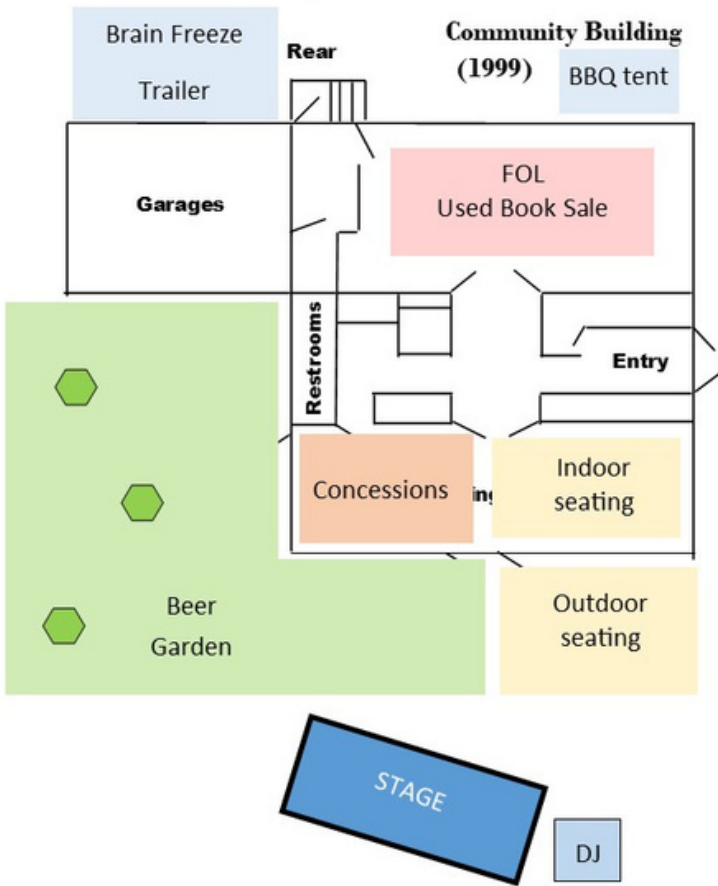 Brain Freeze
Trailer
Rear
Community Building
(1999)
BBQ tent
Garages
FOL
Used Book Sale
Restrooms
Entry
Concessions
Indoor
seating
Beer
Garden
Outdoor
seating
STAGE
DJ